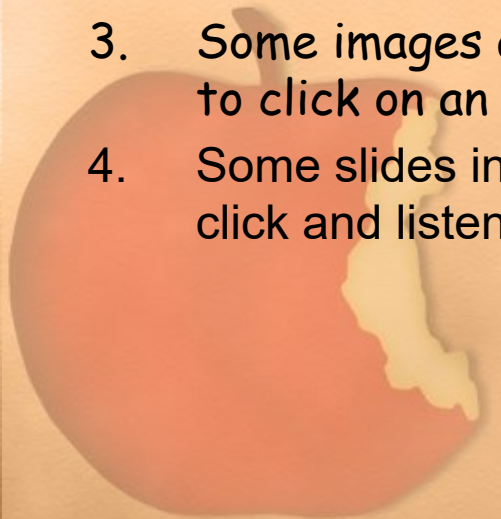 3. Some images
to click on an
4. Some slides in
click and listen